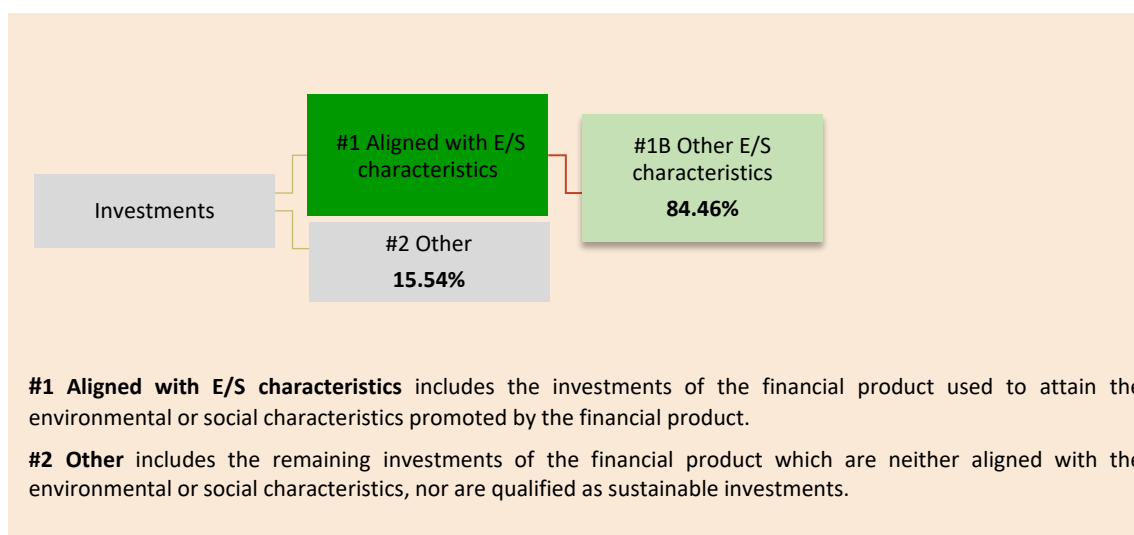 #1 Aligned with E/S
characteristics
#1B Other E/S
characteristics
84.46%
Investments
#2 Other
15.54%
#1 Aligned with E/S characteristics includes the investments of the financial product used to attain the
environmental or social characteristics promoted by the financial product.
#2 Other includes the remaining investments of the financial product which are neither aligned with the
environmental or social characteristics, nor are qualified as sustainable investments.